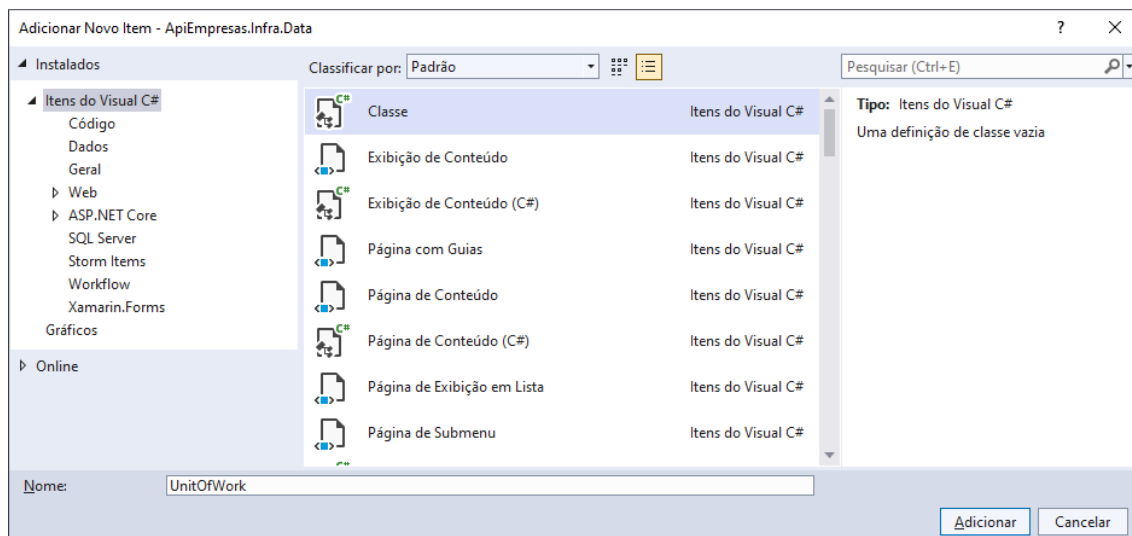 Adicionar Novo Item - ApiEmpresas.Infra.Data
?
Instalados
Classificar por: Padrão
Pesquisar (Ctrl+E)
Itens do Visual C#
Código
Dados
Geral
Web
ASP.NET Core
SQL Server
Storm Items
Workflow
Xamarin.Forms
Gráficos
Online
C# Classe Itens do Visual C#
Exibição de Conteúdo Itens do Visual C#
C# Exibição de Conteúdo (C#) Itens do Visual C#
Página com Guias Itens do Visual C#
Página de Conteúdo Itens do Visual C#
C# Página de Conteúdo (C#) Itens do Visual C#
Página de Exibição em Lista Itens do Visual C#
Página de Submenu Itens do Visual C#
Tipo: Itens do Visual C#
Uma definição de classe vazia
Nome: UnitOfWork
Adicionar Cancelar